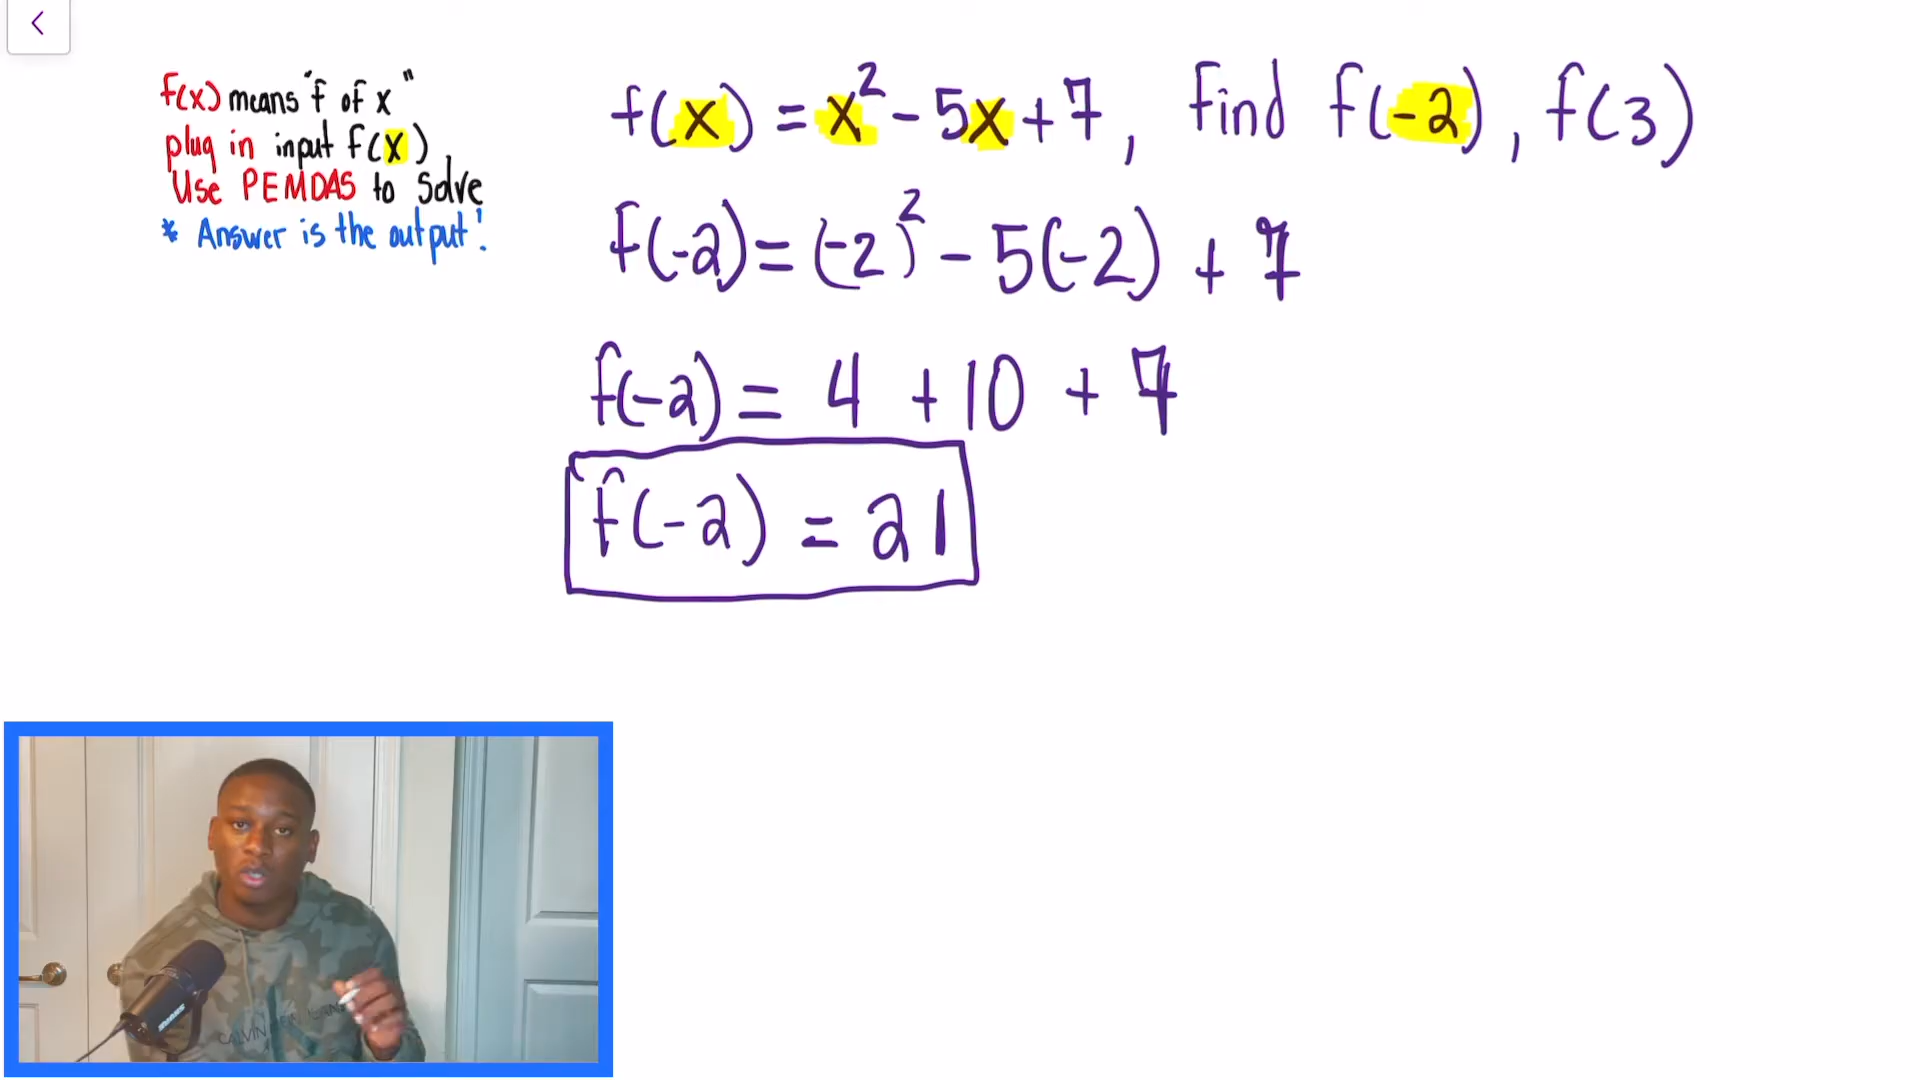 f(x) means "f of x"
plug in input f(x)
Use PEMDAS to solve
* Answer is the output!
f(x) = x² - 5x + 7, Find f(-2), f(3)
f(-2) = (-2)² - 5(-2) + 7
f(-2) = 4 + 10 + 7
f(-2) = 21
CALVIN